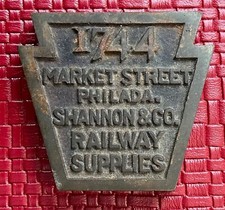 1744
MARKET STREET
PHILADA.
SHANNON & CO.
RAILWAY
SUPPLIES